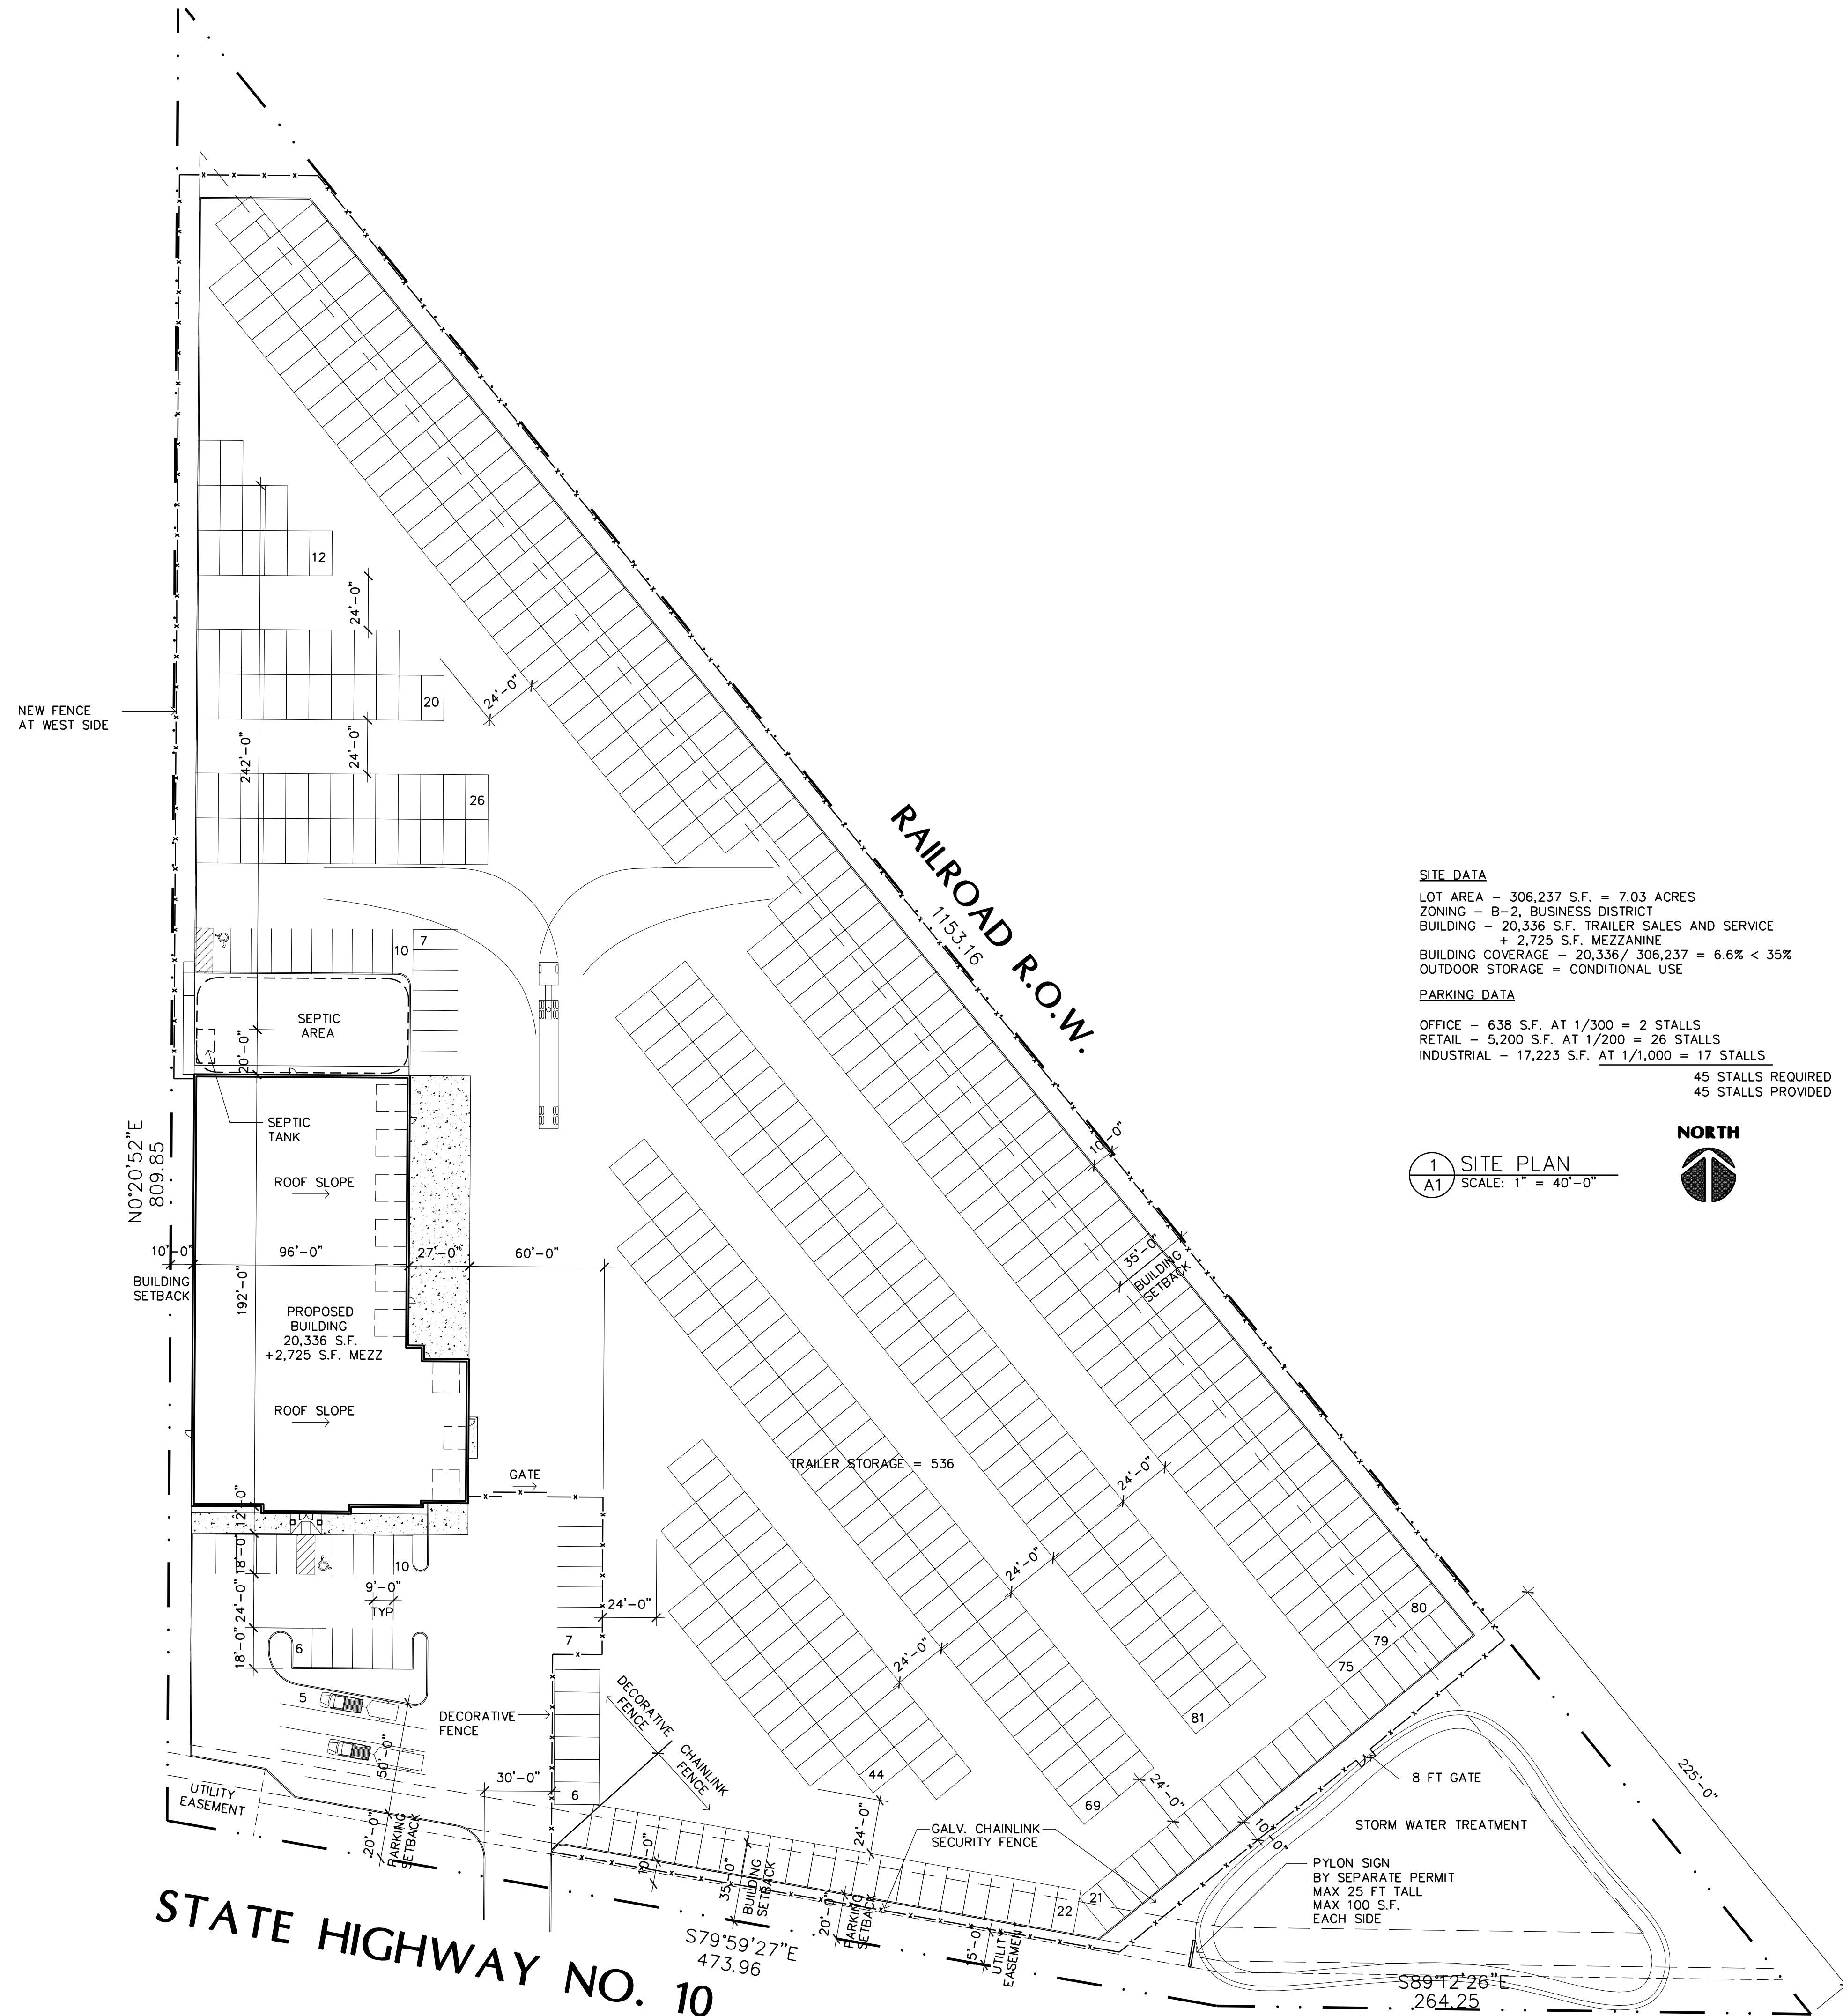 12
24'-0"
20
24'-0"
24'-0"
NEW FENCE
AT WEST SIDE
242'-0"
26
RAILROAD R.O.W.
1153.16
SITE DATA
LOT AREA – 306,237 S.F. = 7.03 ACRES
ZONING – B-2, BUSINESS DISTRICT
BUILDING – 20,336 S.F. TRAILER SALES AND SERVICE
+ 2,725 S.F. MEZZANINE
BUILDING COVERAGE – 20,336/ 306,237 = 6.6% < 35%
OUTDOOR STORAGE = CONDITIONAL USE
PARKING DATA
OFFICE – 638 S.F. AT 1/300 = 2 STALLS
RETAIL – 5,200 S.F. AT 1/200 = 26 STALLS
INDUSTRIAL – 17,223 S.F. AT 1/1,000 = 17 STALLS
45 STALLS REQUIRED
45 STALLS PROVIDED
NORTH
1
A1
SITE PLAN
SCALE: 1" = 40'-0"
10
7
SEPTIC
AREA
20'-0"
SEPTIC
TANK
N0°20'52"E
809.85
ROOF SLOPE
10'-0"
BUILDING
SETBACK
96'-0"
27'-0"
60'-0"
192'-0"
PROPOSED
BUILDING
20,336 S.F.
+2,725 S.F. MEZZ
ROOF SLOPE
10'-0"
35'-0"
BUILDING
SETBACK
TRAILER STORAGE = 536
GATE
12'-0"
18'-0"
10
9'-0"
TYP
24'-0"
18'-0"
6
24'-0"
7
5
DECORATIVE
FENCE
DECORATIVE
FENCE
CHAINLINK
FENCE
50'-0"
30'-0"
6
24'-0"
24'-0"
24'-0"
80
79
75
81
44
69
24'-0"
24'-0"
GALV. CHAINLINK
SECURITY FENCE
8 FT GATE
225'-0"
STORM WATER TREATMENT
10'-0"
PYLON SIGN
BY SEPARATE PERMIT
MAX 25 FT TALL
MAX 100 S.F.
EACH SIDE
21
22
UTILITY
EASEMENT
20'-0"
PARKING
SETBACK
10'-0"
35'-0"
BUILDING
SETBACK
20'-0"
PARKING
SETBACK
15'-0"
UTILITY
EASEMENT
STATE HIGHWAY NO. 10
S79°59'27"E
473.96
S89°12'26"E
264.25